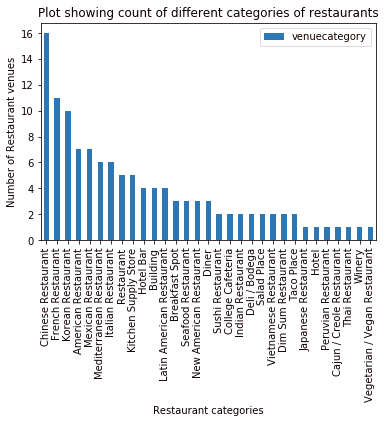 Plot showing count of different categories of restaurants
venuecategory
Number of Restaurant venues
16
14
12
10
8
6
4
2
0
Chinese Restaurant
French Restaurant
Korean Restaurant
American Restaurant
Mexican Restaurant
Mediterranean Restaurant
Italian Restaurant
Restaurant
Kitchen Supply Store
Hotel Bar
Building
Latin American Restaurant
Breakfast Spot
Seafood Restaurant
New American Restaurant
Diner
Sushi Restaurant
College Cafeteria
Indian Restaurant
Deli / Bodega
Salad Place
Vietnamese Restaurant
Dim Sum Restaurant
Taco Place
Japanese Restaurant
Hotel
Peruvian Restaurant
Cajun / Creole Restaurant
Thai Restaurant
Winery
Vegetarian / Vegan Restaurant
Restaurant categories